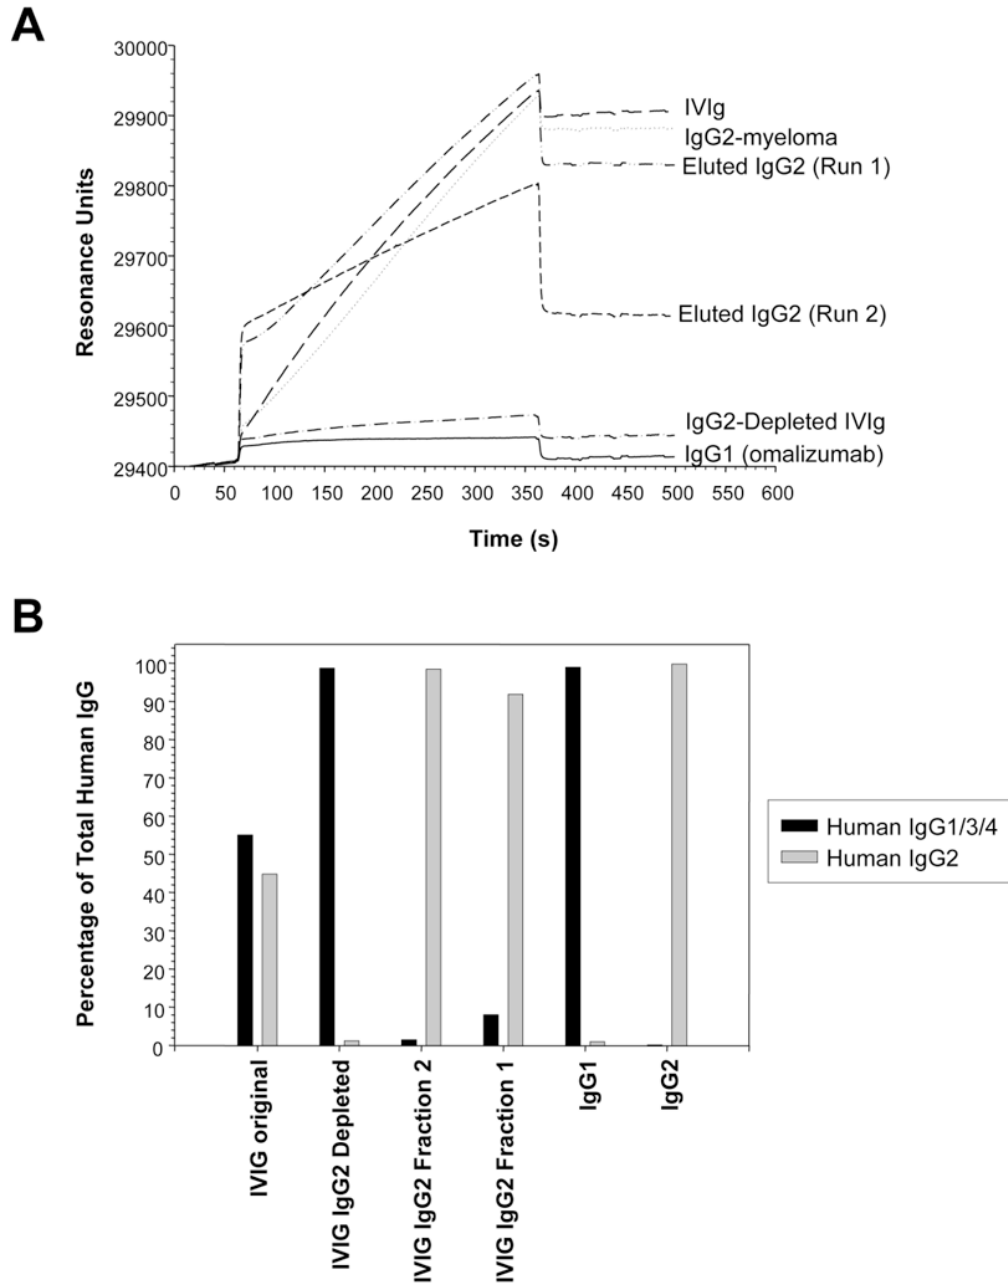 A
30000
29900
29800
29700
29600
29500
29400
Resonance Units
IVIg
IgG2-myeloma
Eluted IgG2 (Run 1)
Eluted IgG2 (Run 2)
IgG2-Depleted IVIg
IgG1 (omalizumab)
0 50 100 150 200 250 300 350 400 450 500 550 600
Time (s)
B
100
90
80
70
60
50
40
30
20
10
0
Percentage of Total Human IgG
Human IgG1/3/4
Human IgG2
IVIG original
IVIG IgG2 Depleted
IVIG IgG2 Fraction 2
IVIG IgG2 Fraction 1
IgG1
IgG2